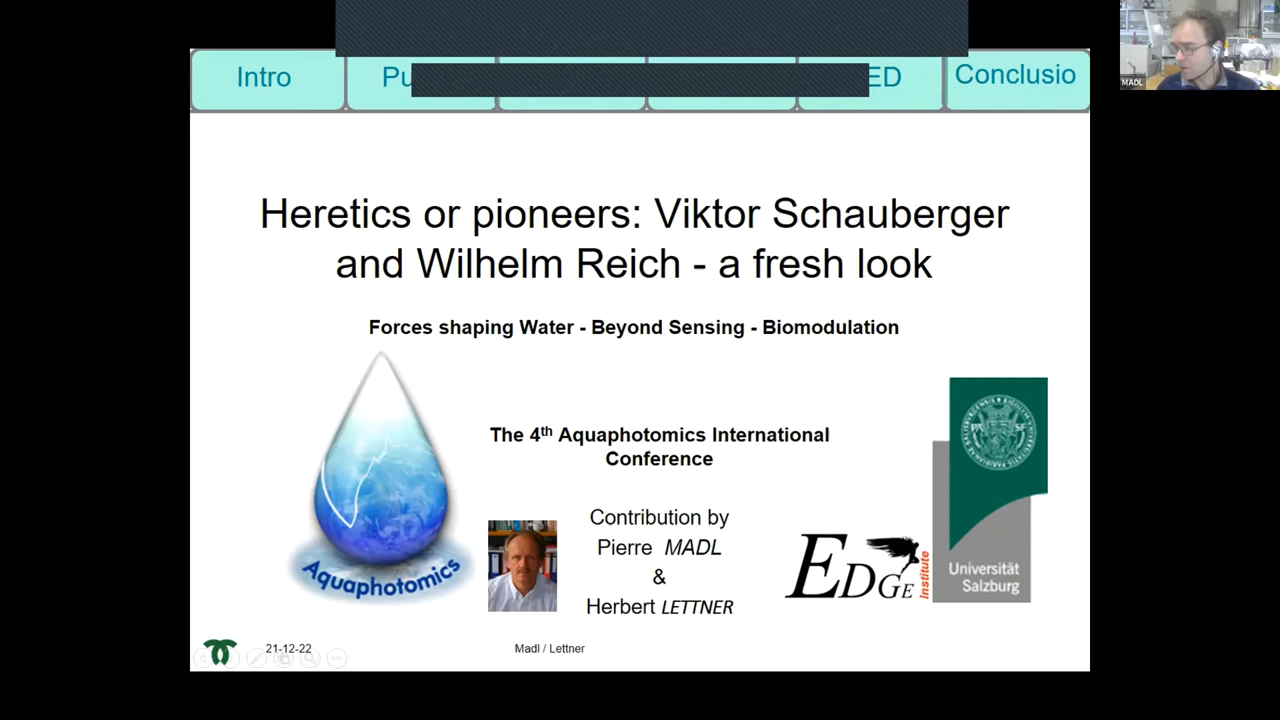 Intro
Pu
ED
Conclusio
MADL
Heretics or pioneers: Viktor Schauberger
and Wilhelm Reich - a fresh look
Forces shaping Water - Beyond Sensing - Biomodulation
The 4th Aquaphotomics International
Conference
Contribution by
Pierre MADL
&
Herbert LETTNER
Aquaphotomics
EDGE
Institute
Universität
Salzburg
21-12-22
Madl / Lettner